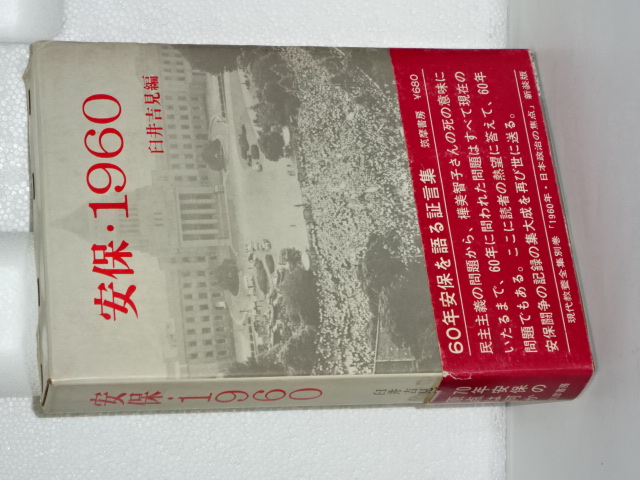 安保・1960
臼井吉見編
60年安保を語る証言集
筑摩書房 ¥680
民主主義の問題から、樺美智子さんの死の意味に
いたるまで、60年に問われた問題はすべて現在の
問題でもある。ここに読者の熱望に答えて、60年
安保闘争の記録の集大成を再び世に送る。
現代教養全集別巻「1960年・日本政治の焦点」新装版
安保・1960
臼井吉見
70年安保の